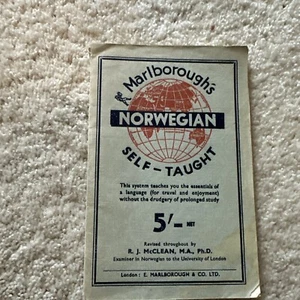 Marlborough's
NORWEGIAN
SELF-TAUGHT
This system teaches you the essentials of
a language (for travel and enjoyment)
without the drudgery of prolonged study
5/- NET
Revised throughout by
R. J. McCLEAN, M.A., Ph.D.
Examiner in Norwegian to the University of London
London: E. MARLBOROUGH & CO. LTD.